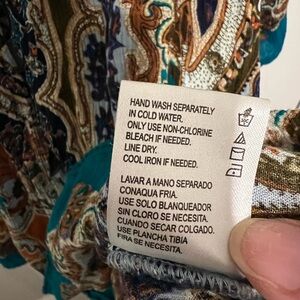 HAND WASH SEPARATELY
IN COLD WATER.
ONLY USE NON-CHLORINE
BLEACH IF NEEDED.
LINE DRY.
COOL IRON IF NEEDED.
LAVAR A MANO SEPARADO
CONAQUA FRIA.
USE SOLO BLANQUEADOR
SIN CLORO SE NECESITA.
CUANDO SECAR COLGADO.
USE PLANCHA TIBIA
FIRA SE NECESITA.